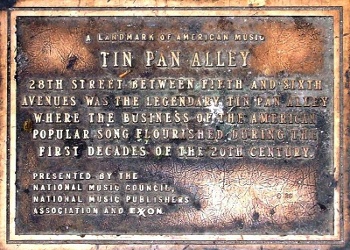 A LANDMARK OF AMERICAN MUSIC
TIN PAN ALLEY
28TH STREET BETWEEN FIFTH AND SIXTH
AVENUES WAS THE LEGENDARY TIN PAN ALLEY
WHERE THE BUSINESS OF THE AMERICAN
POPULAR SONG FLOURISHED DURING THE
FIRST DECADES OF THE 20TH CENTURY.
PRESENTED BY THE
NATIONAL MUSIC COUNCIL,
NATIONAL MUSIC PUBLISHERS
ASSOCIATION AND EXXON.